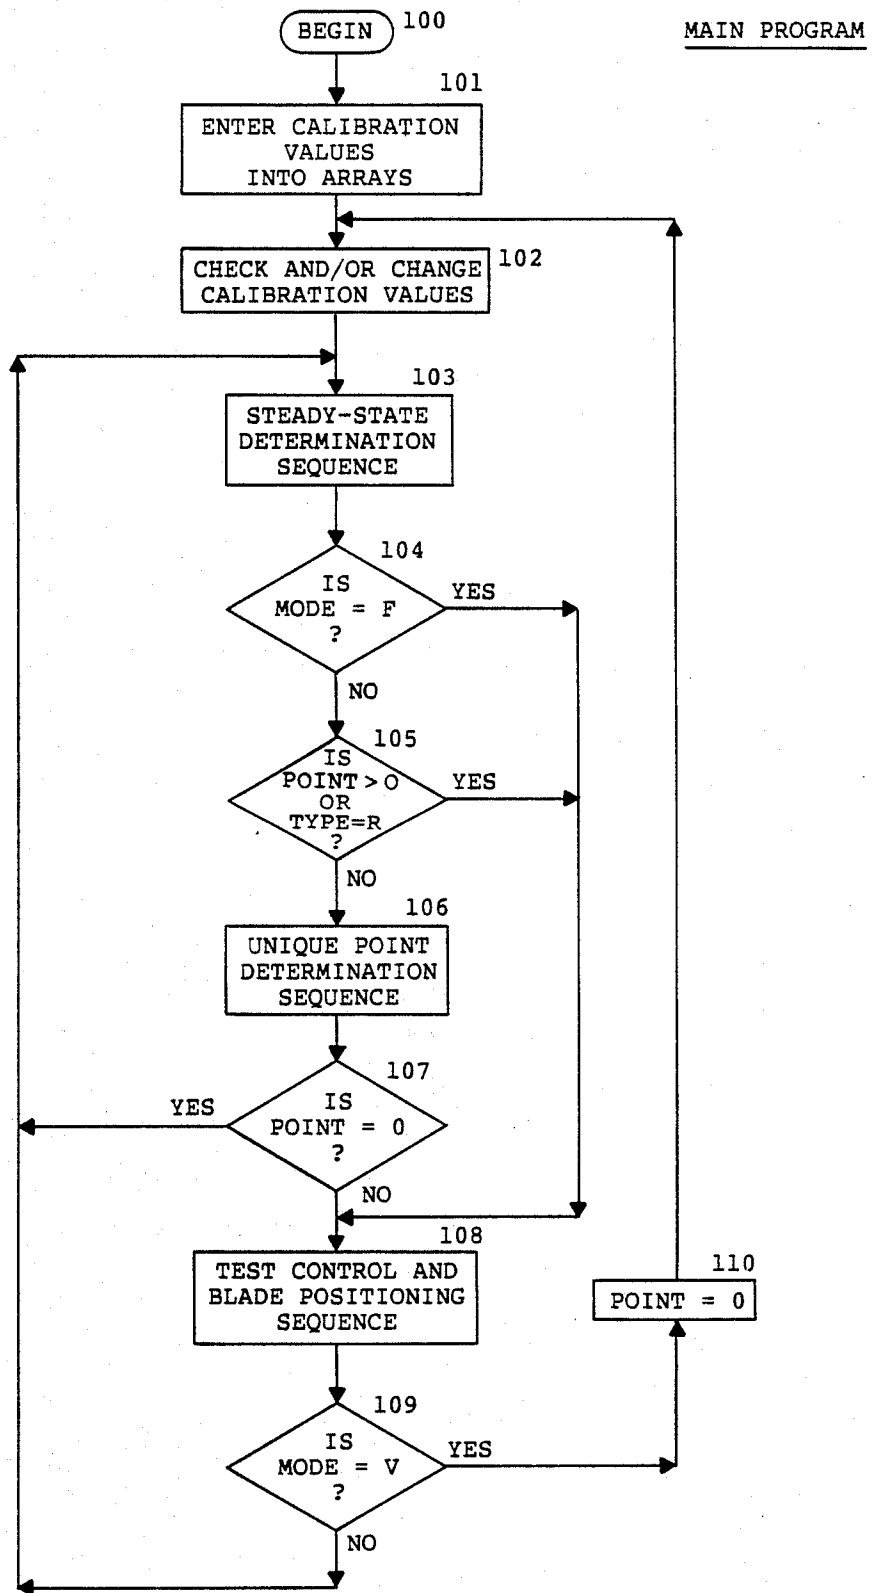 BEGIN 100
MAIN PROGRAM
101
ENTER CALIBRATION
VALUES
INTO ARRAYS
102
CHECK AND/OR CHANGE
CALIBRATION VALUES
103
STEADY-STATE
DETERMINATION
SEQUENCE
104
IS
MODE = F
?
YES
NO
105
IS
POINT>O
OR
TYPE=R
?
YES
NO
106
UNIQUE POINT
DETERMINATION
SEQUENCE
107
IS
POINT = 0
?
YES
NO
108
TEST CONTROL AND
BLADE POSITIONING
SEQUENCE
110
POINT = 0
109
IS
MODE = V
?
YES
NO